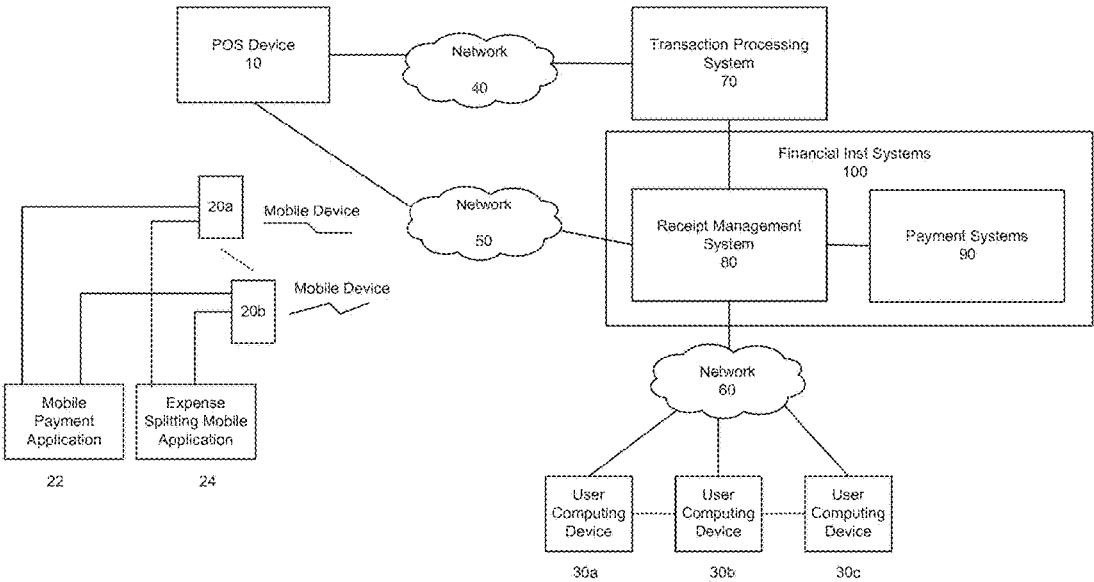 POS Device
10
Network
40
Transaction Processing
System
70
Financial Inst Systems
100
20a
Mobile Device
Network
50
Receipt Management
System
80
Payment Systems
90
20b
Mobile Device
Network
60
Mobile
Payment
Application
Expense
Splitting Mobile
Application
22
24
User
Computing
Device
User
Computing
Device
User
Computing
Device
30a
30b
30c